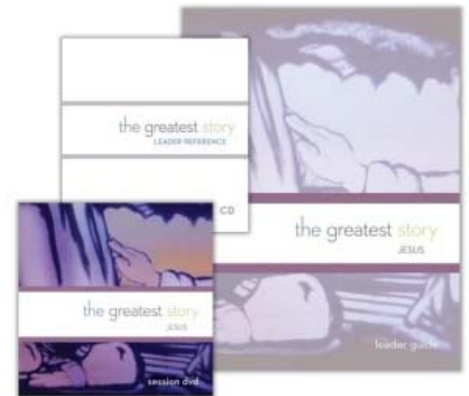 the greatest story
LEADER REFERENCE
CD
the greatest story
JESUS
leader guide
the greatest story
JESUS
session dvd